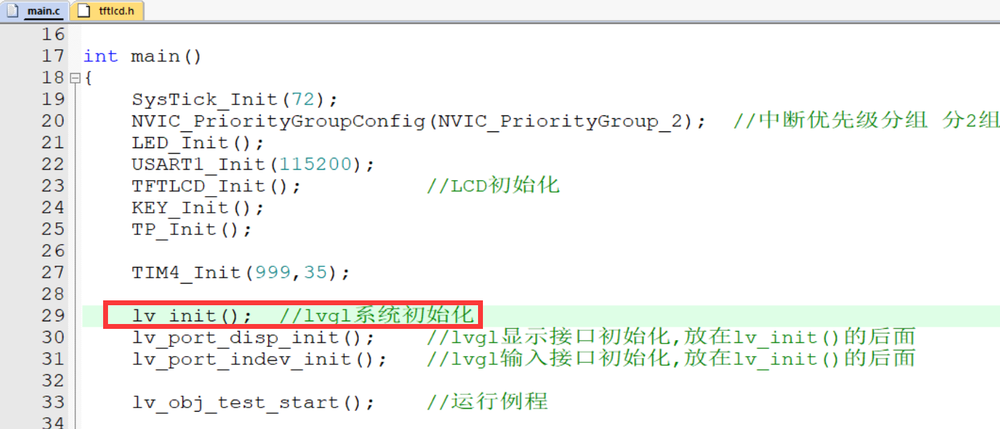 main.c tftlcd.h
16
17 int main()
18 {
19 SysTick_Init(72);
20 NVIC_PriorityGroupConfig(NVIC_PriorityGroup_2); //中断优先级分组 分2组
21 LED_Init();
22 USART1_Init(115200);
23 TFTLCD_Init(); //LCD初始化
24 KEY_Init();
25 TP_Init();
26
27 TIM4_Init(999,35);
28
29 lv_init(); //lvgl系统初始化
30 lv_port_disp_init(); //lvgl显示接口初始化,放在lv_init()的后面
31 lv_port_indev_init(); //lvgl输入接口初始化,放在lv_init()的后面
32
33 lv_obj_test_start(); //运行例程
34